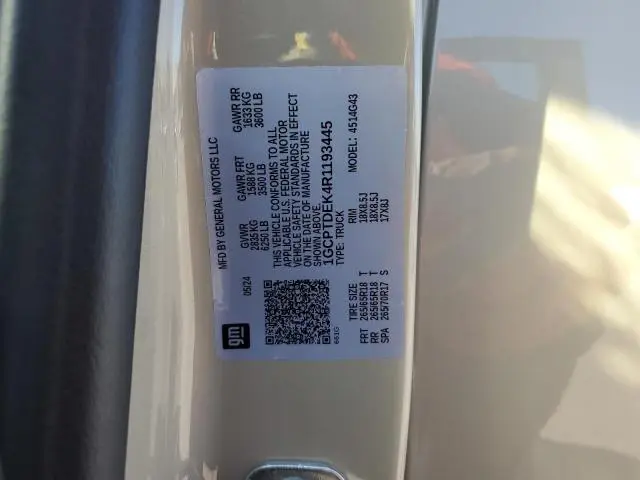 gm
MFD BY GENERAL MOTORS LLC
05/24
GVWR GAWR FRT GAWR RR
2835 KG 1588 KG 1633 KG
6250 LB 3500 LB 3600 LB
THIS VEHICLE CONFORMS TO ALL
APPLICABLE U.S. FEDERAL MOTOR
VEHICLE SAFETY STANDARDS IN EFFECT
ON THE DATE OF MANUFACTURE
SHOWN ABOVE.
1GCPTDEK4R1193445
TYPE: TRUCK 4514G43
6S1G
TIRE SIZE RIM
FRT 265/65R18 T 18X8.5J
RR 265/65R18 T 18X8.5J
SPA 265/70R17 S 17X8J